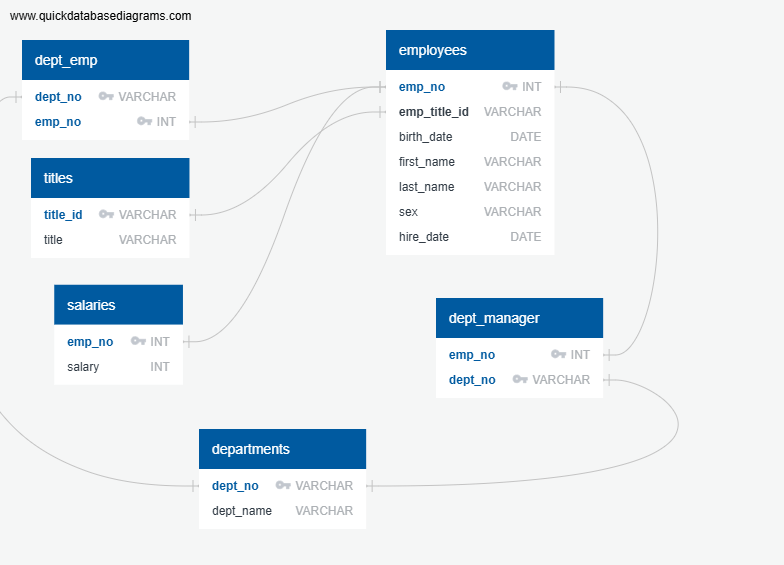 www.quickdatabasediagrams.com
dept_emp
dept_no VARCHAR
emp_no INT
titles
title_id VARCHAR
title VARCHAR
salaries
emp_no INT
salary INT
departments
dept_no VARCHAR
dept_name VARCHAR
employees
emp_no INT
emp_title_id VARCHAR
birth_date DATE
first_name VARCHAR
last_name VARCHAR
sex VARCHAR
hire_date DATE
dept_manager
emp_no INT
dept_no VARCHAR